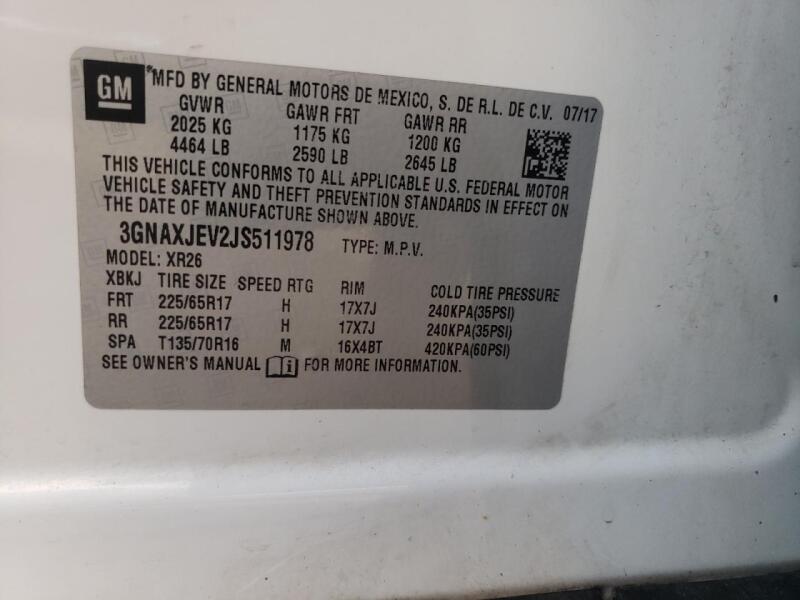 GM
*MFD BY GENERAL MOTORS DE MEXICO, S. DE R.L. DE C.V. 07/17
GVWR GAWR FRT GAWR RR
2025 KG 1175 KG 1200 KG
4464 LB 2590 LB 2645 LB
THIS VEHICLE CONFORMS TO ALL APPLICABLE U.S. FEDERAL MOTOR
VEHICLE SAFETY AND THEFT PREVENTION STANDARDS IN EFFECT ON
THE DATE OF MANUFACTURE SHOWN ABOVE.
3GNAXJEV2JS511978 TYPE: M.P.V.
MODEL: XR26
XBKJ TIRE SIZE SPEED RTG RIM COLD TIRE PRESSURE
FRT 225/65R17 H 17X7J 240KPA(35PSI)
RR 225/65R17 H 17X7J 240KPA(35PSI)
SPA T135/70R16 M 16X4BT 420KPA(60PSI)
SEE OWNER'S MANUAL i FOR MORE INFORMATION.